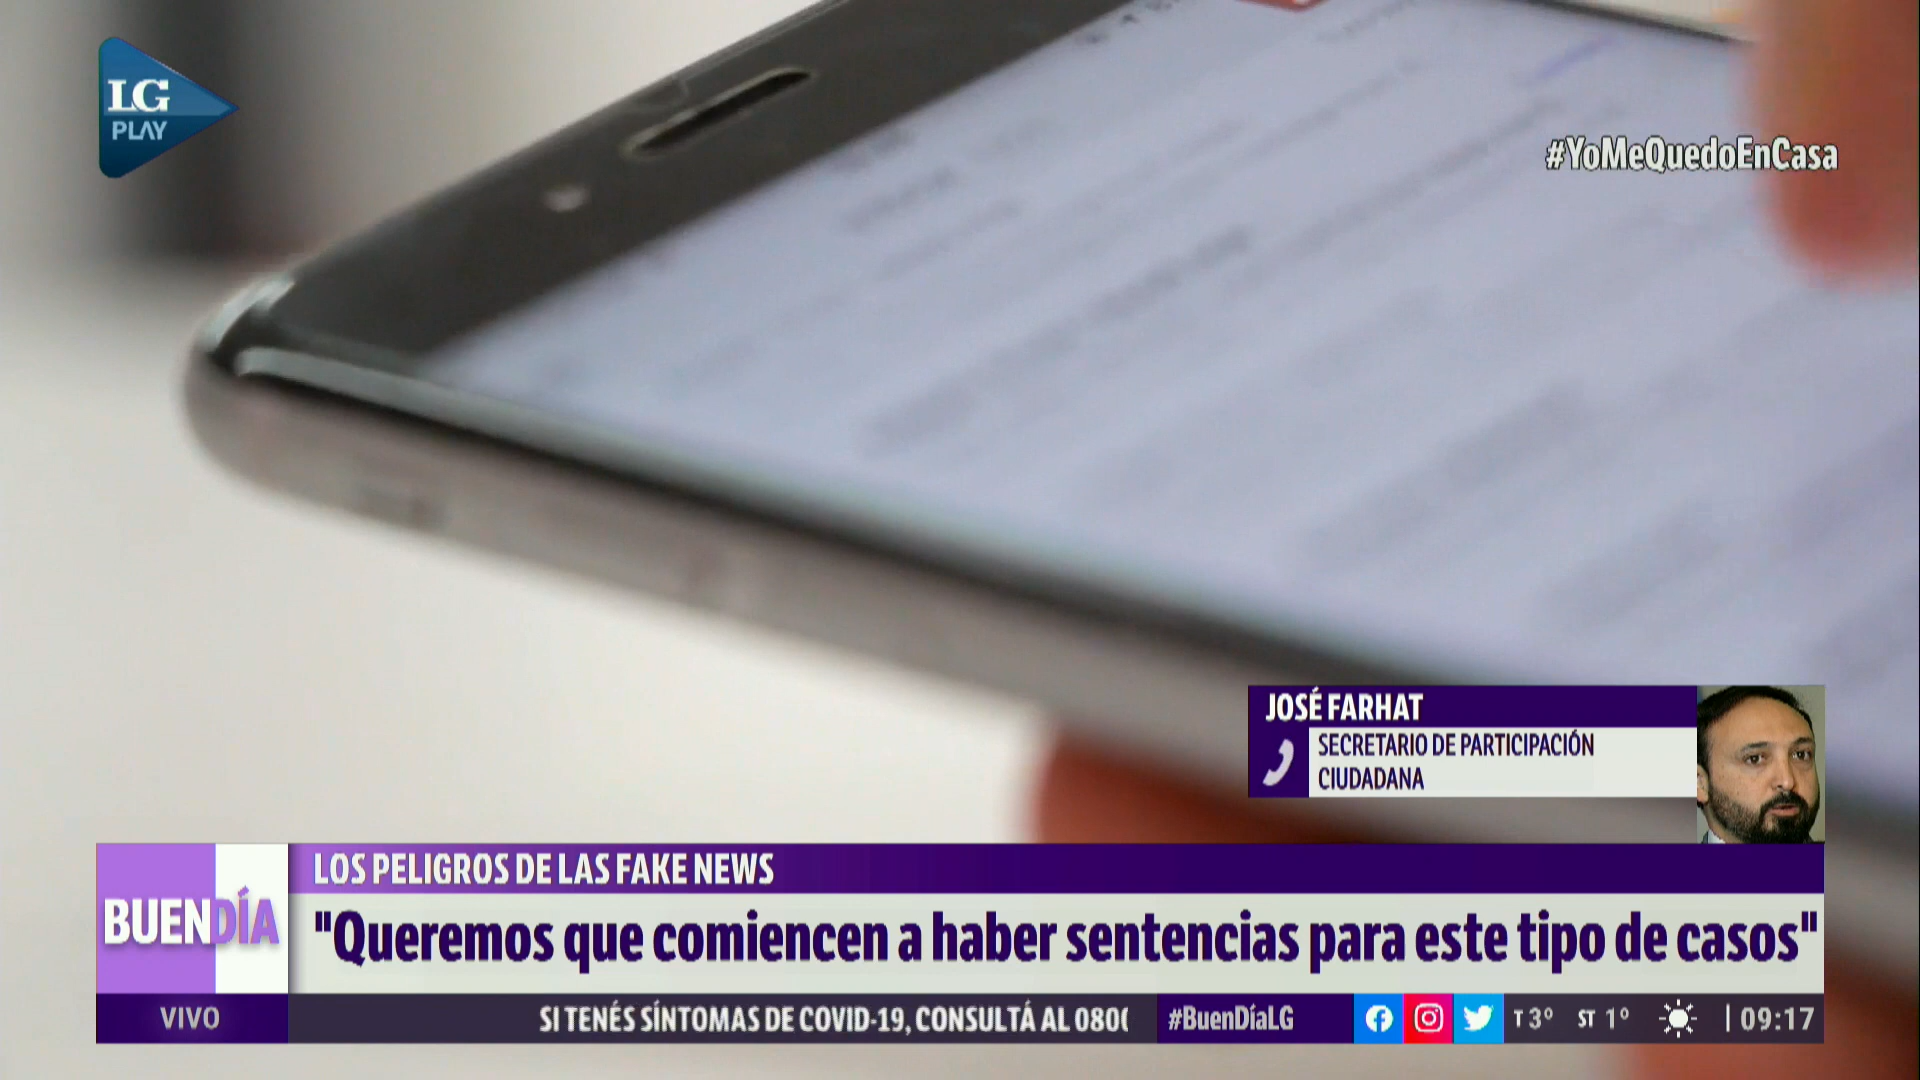 LG
PLAY
#YoMeQuedoEnCasa
JOSÉ FARHAT
SECRETARIO DE PARTICIPACIÓN
CIUDADANA
LOS PELIGROS DE LAS FAKE NEWS
BUENDÍA
"Queremos que comiencen a haber sentencias para este tipo de casos"
VIVO
SI TENÉS SÍNTOMAS DE COVID-19, CONSULTÁ AL 080
#BuenDíaLG
T 3º ST 1º
09:17